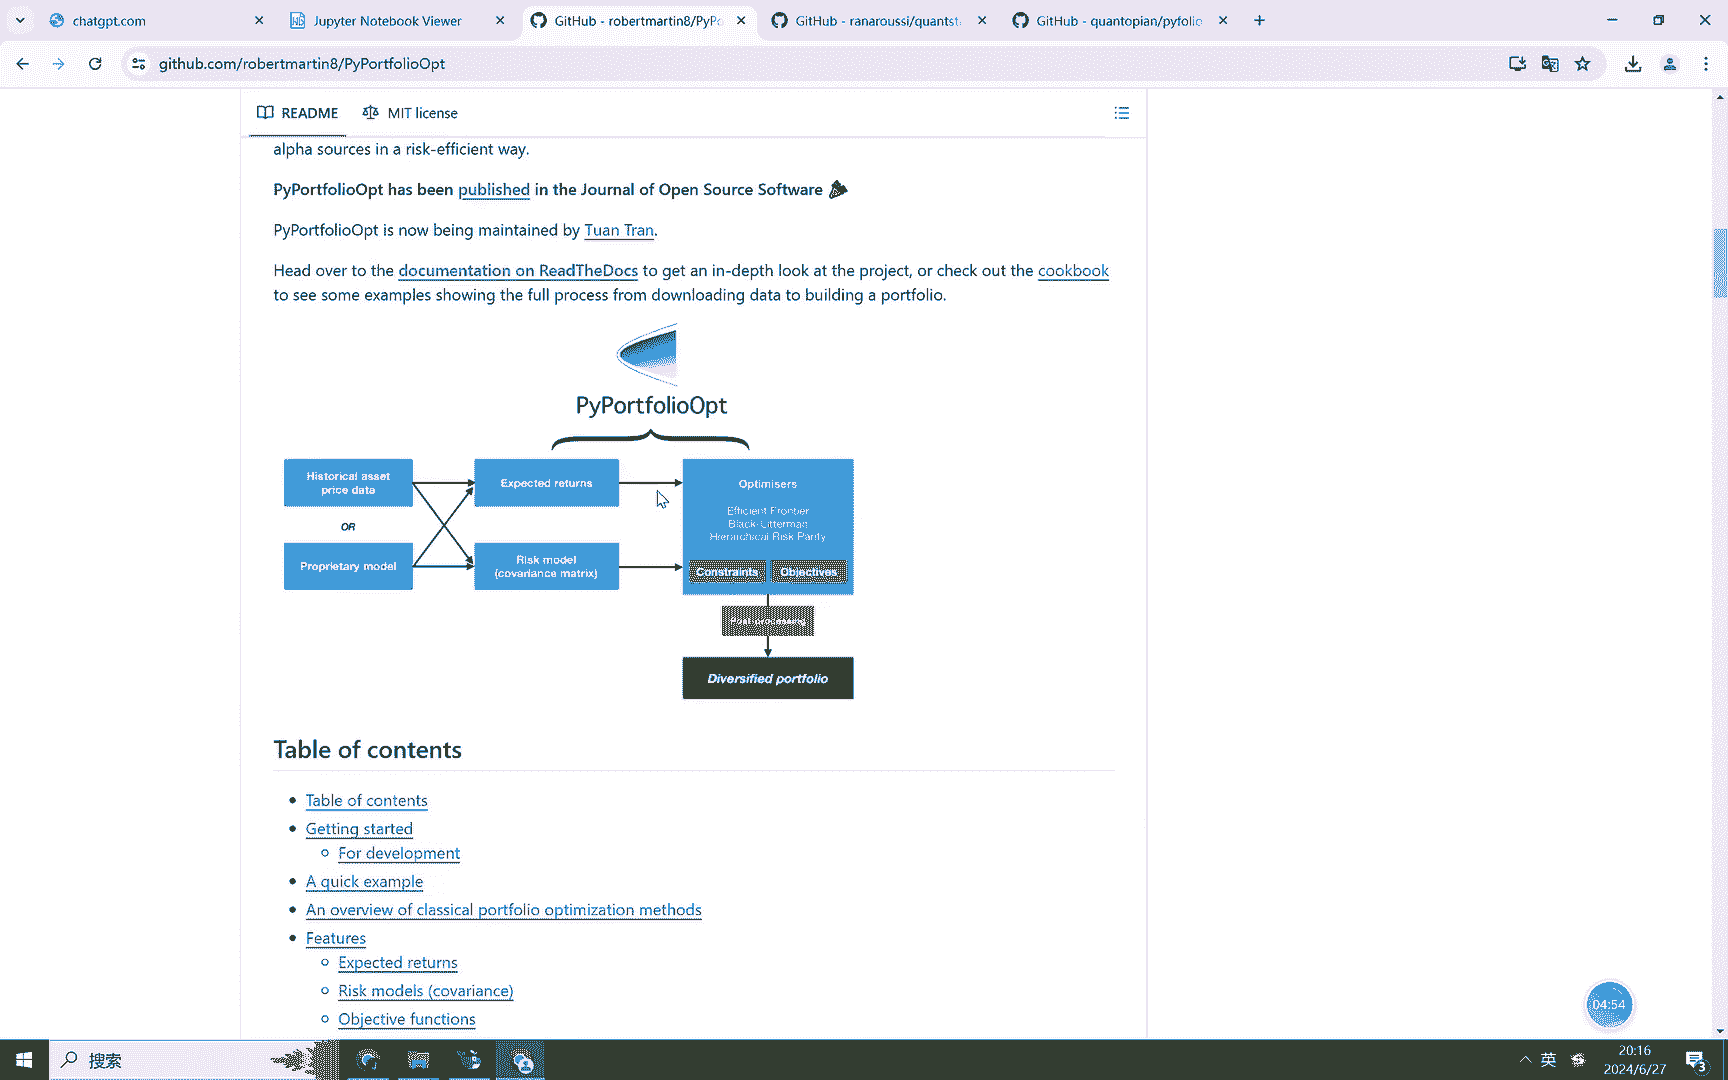 chatgpt.com
Jupyter Notebook Viewer
GitHub - robertmartin8/PyPo
GitHub - ranaroussi/quantst
GitHub - quantopian/pyfolio
github.com/robertmartin8/PyPortfolioOpt
README
MIT license
alpha sources in a risk-efficient way.
PyPortfolioOpt has been published in the Journal of Open Source Software
PyPortfolioOpt is now being maintained by Tuan Tran.
Head over to the documentation on ReadTheDocs to get an in-depth look at the project, or check out the cookbook
to see some examples showing the full process from downloading data to building a portfolio.
PyPortfolioOpt
Historical asset
price data
OR
Proprietary model
Expected returns
Risk model
(covariance matrix)
Optimisers
Efficient Frontier
Black-Litterman
Hierarchical Risk Parity
Constraints
Objectives
Post-processing
Diversified portfolio
Table of contents
Table of contents
Getting started
For development
A quick example
An overview of classical portfolio optimization methods
Features
Expected returns
Risk models (covariance)
Objective functions
04:54
搜索
英
20:16
2024/6/27
3